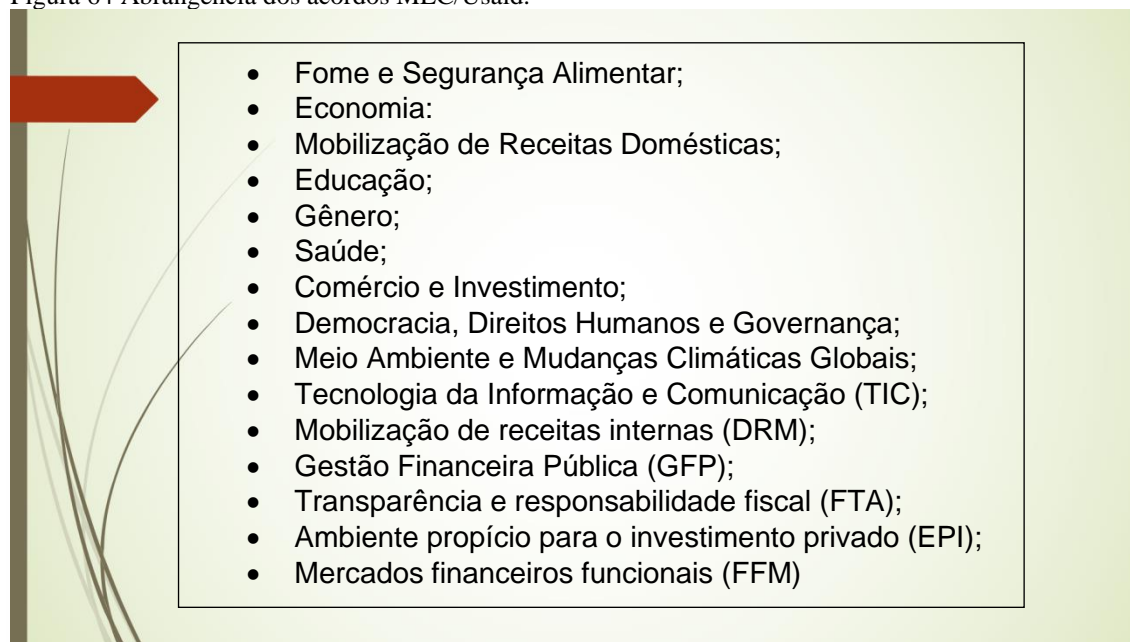 Figura 64 Abrangência dos acordos MEC/Usaid.
• Fome e Segurança Alimentar;
• Economia:
• Mobilização de Receitas Domésticas;
• Educação;
• Gênero;
• Saúde;
• Comércio e Investimento;
• Democracia, Direitos Humanos e Governança;
• Meio Ambiente e Mudanças Climáticas Globais;
• Tecnologia da Informação e Comunicação (TIC);
• Mobilização de receitas internas (DRM);
• Gestão Financeira Pública (GFP);
• Transparência e responsabilidade fiscal (FTA);
• Ambiente propício para o investimento privado (EPI);
• Mercados financeiros funcionais (FFM)